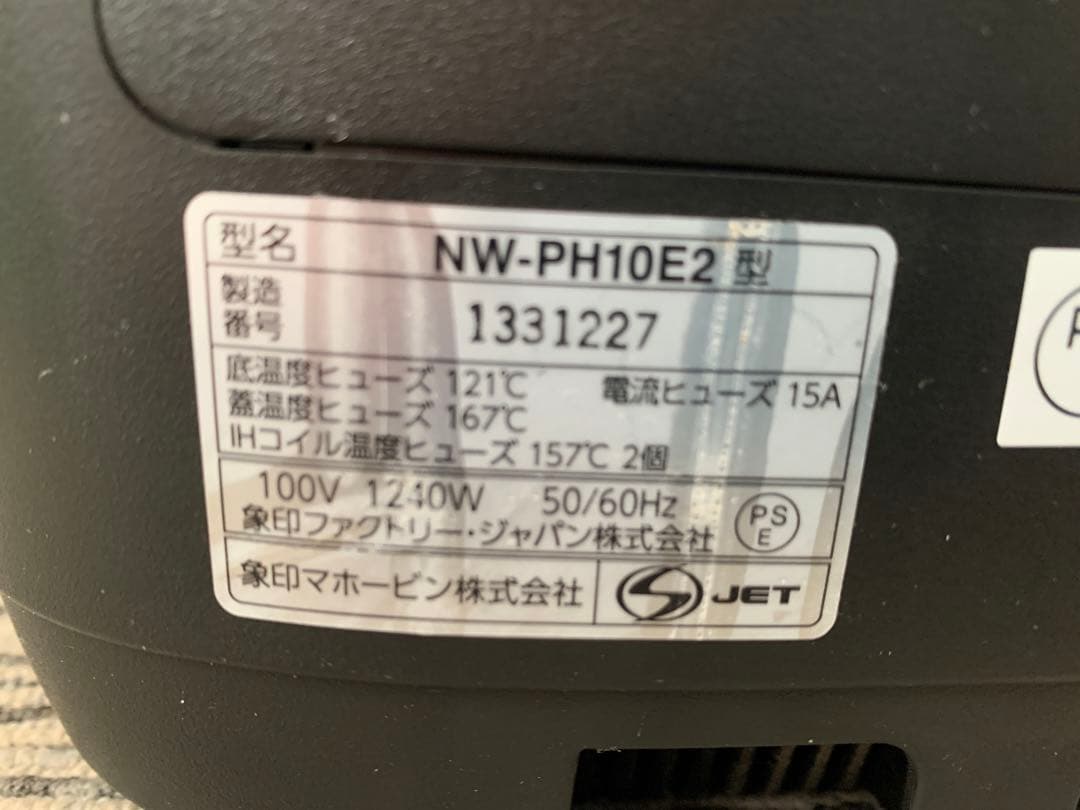 型名 NW-PH10E2 型
製造
番号 1331227
底温度ヒューズ 121℃ 電流ヒューズ 15A
蓋温度ヒューズ 167℃
IHコイル温度ヒューズ 157℃ 2個
100V 1240W 50/60Hz
象印ファクトリー・ジャパン株式会社
PS
E
象印マホービン株式会社 S JET
P